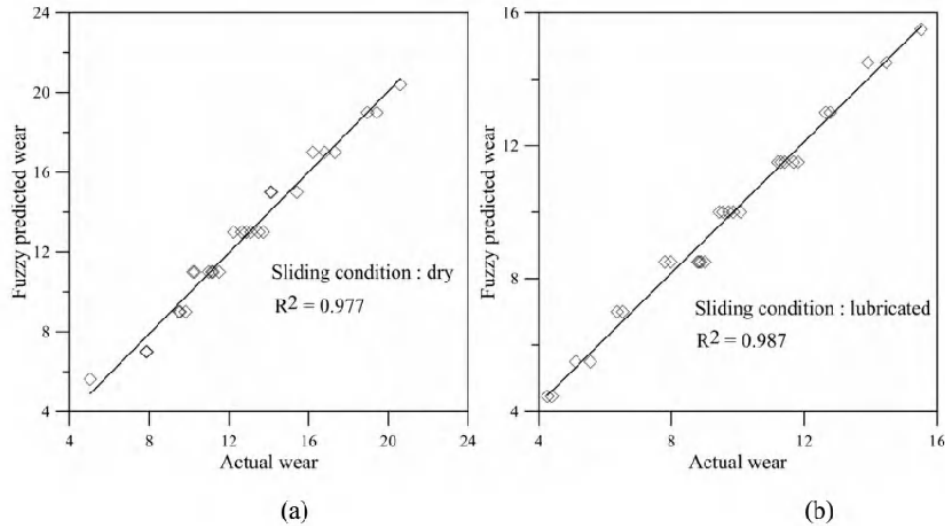 24
20
16
12
8
4
Fuzzy predicted wear
Sliding condition : dry
R2 = 0.977
4 8 12 16 20 24
Actual wear
(a)
16
12
8
4
Fuzzy predicted wear
Sliding condition : lubricated
R2 = 0.987
4 8 12 16
Actual wear
(b)